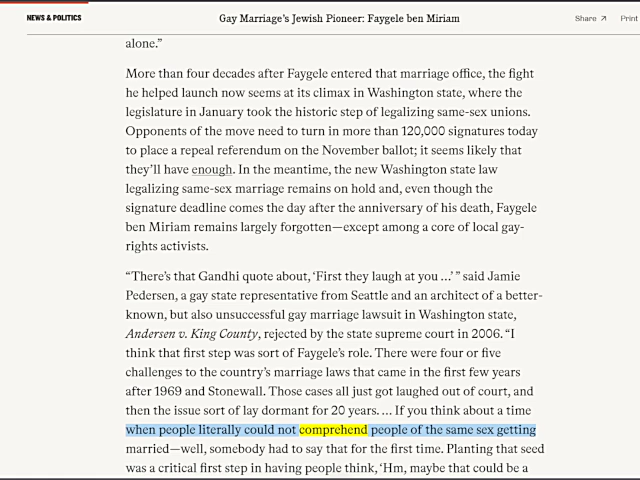 NEWS & POLITICS
Gay Marriage's Jewish Pioneer: Faygele ben Miriam
Share ↗
Print
alone.”
More than four decades after Faygele entered that marriage office, the fight
he helped launch now seems at its climax in Washington state, where the
legislature in January took the historic step of legalizing same-sex unions.
Opponents of the move need to turn in more than 120,000 signatures today
to place a repeal referendum on the November ballot; it seems likely that
they’ll have enough. In the meantime, the new Washington state law
legalizing same-sex marriage remains on hold and, even though the
signature deadline comes the day after the anniversary of his death, Faygele
ben Miriam remains largely forgotten—except among a core of local gay-
rights activists.
“There’s that Gandhi quote about, ‘First they laugh at you …’ ” said Jamie
Pedersen, a gay state representative from Seattle and an architect of a better-
known, but also unsuccessful gay marriage lawsuit in Washington state,
Andersen v. King County, rejected by the state supreme court in 2006. “I
think that first step was sort of Faygele’s role. There were four or five
challenges to the country’s marriage laws that came in the first few years
after 1969 and Stonewall. Those cases all just got laughed out of court, and
then the issue sort of lay dormant for 20 years. … If you think about a time
when people literally could not comprehend people of the same sex getting
married—well, somebody had to say that for the first time. Planting that seed
was a critical first step in having people think, ‘Hm, maybe that could be a